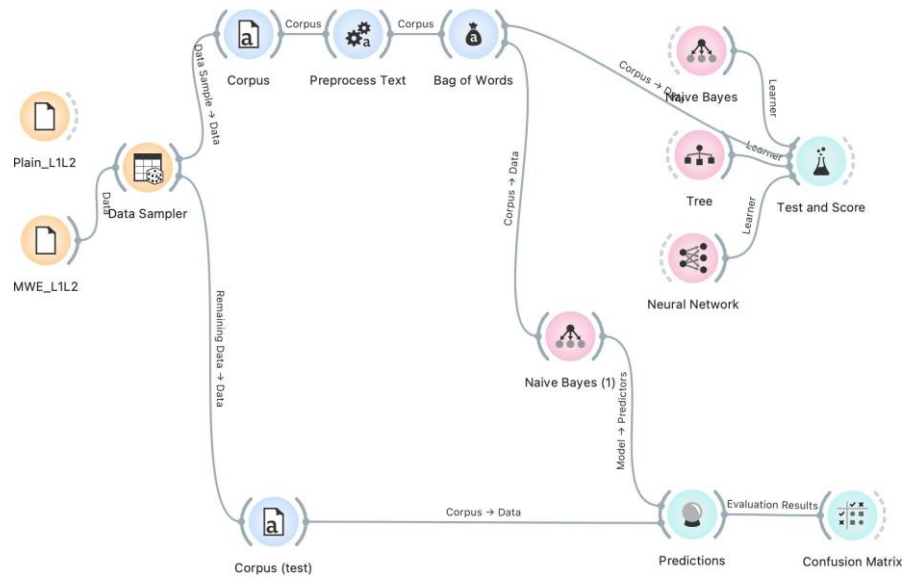 Corpus
Corpus
Corpus
Preprocess Text
Bag of Words
Data Sample → Data
Corpus → Data
Naive Bayes
Learner
Plain_L1L2
Data
Data Sampler
MWE_L1L2
Learner
Tree
Test and Score
Learner
Neural Network
Corpus → Data
Remaining Data → Data
Naive Bayes (1)
Model → Predictors
Corpus → Data
Evaluation Results
Corpus (test)
Predictions
Confusion Matrix
a
a
a
a
a